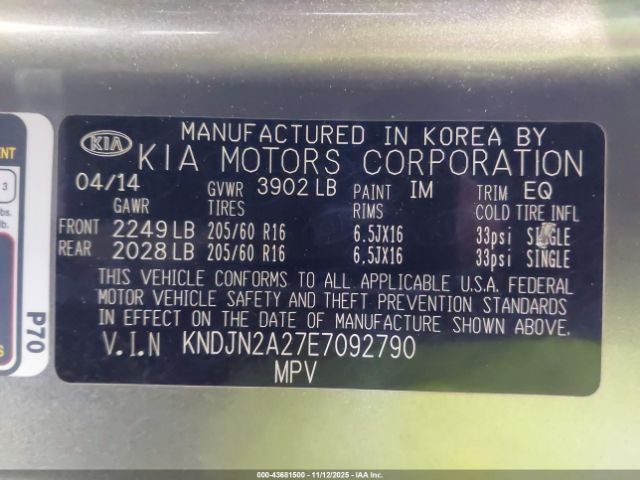 MANUFACTURED IN KOREA BY
KIA KIA MOTORS CORPORATION
04/14 GVWR 3902 LB PAINT IM TRIM EQ
GAWR TIRES RIMS COLD TIRE INFL
FRONT 2249 LB 205/60 R16 6.5JX16 33psi SINGLE
REAR 2028 LB 205/60 R16 6.5JX16 33psi SINGLE
THIS VEHICLE CONFORMS TO ALL APPLICABLE U.S.A. FEDERAL
MOTOR VEHICLE SAFETY AND THEFT PREVENTION STANDARDS
IN EFFECT ON THE DATE OF MANUFACTURE SHOWN ABOVE.
V.I.N KNDJN2A27E7092790
MPV
3
P70
000-43681500 - 11/12/2025 - IAAI.COM